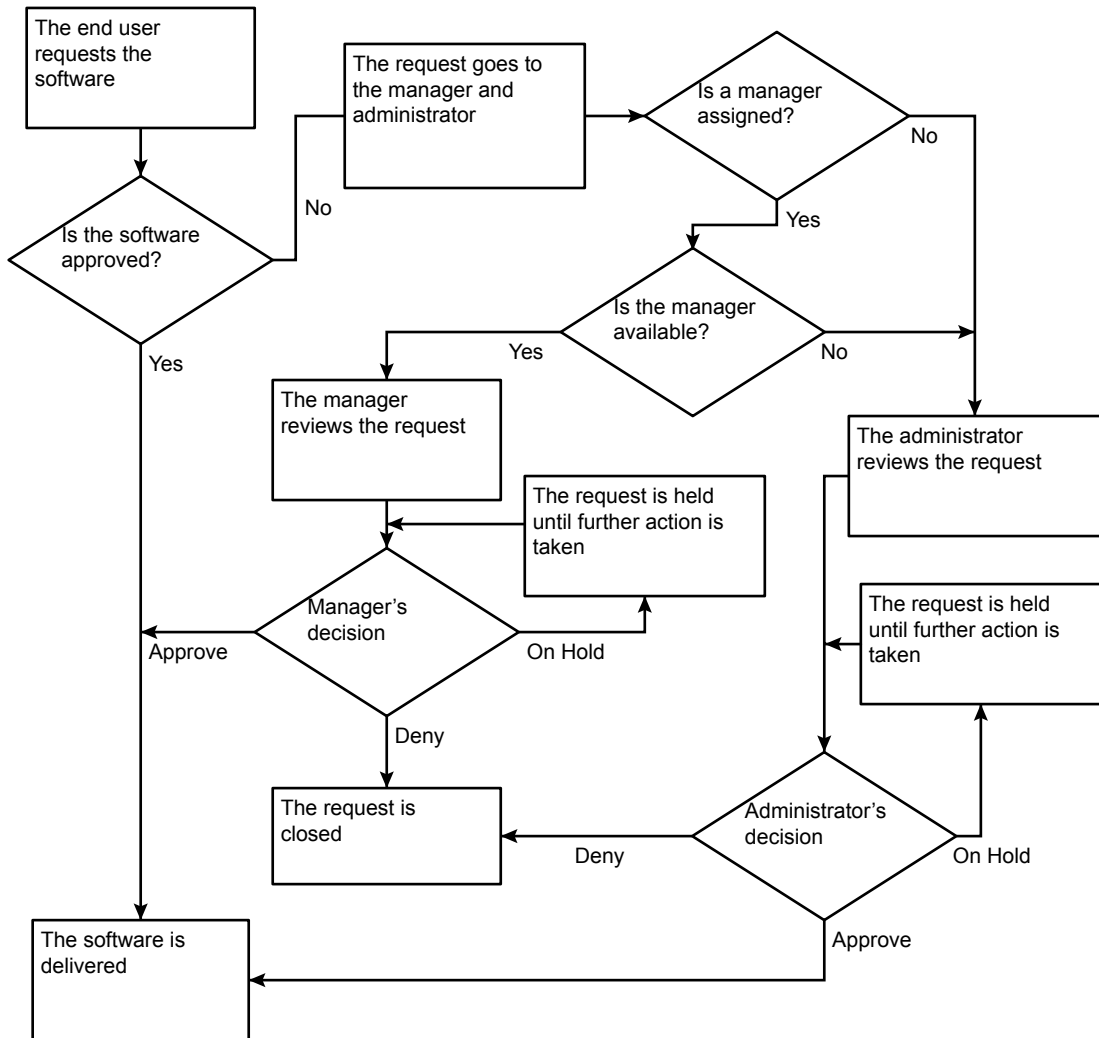 The end user
requests the
software
The request goes to
the manager and
administrator
Is a manager
assigned?
No
No
Yes
Is the software
approved?
Is the manager
available?
Yes
Yes
No
The manager
reviews the request
The administrator
reviews the request
The request is held
until further action is
taken
The request is held
until further action is
taken
Manager’s
decision
Approve
On Hold
Deny
The request is
closed
Administrator’s
decision
Deny
On Hold
Approve
The software is
delivered